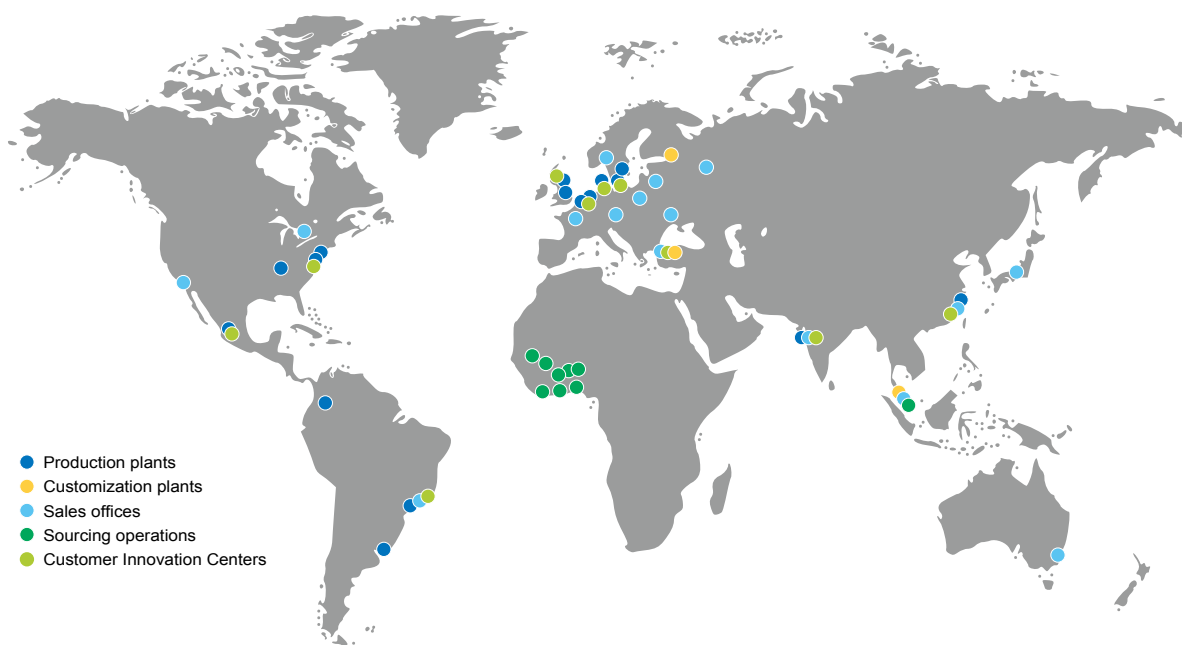 Production plants
Customization plants
Sales offices
Sourcing operations
Customer Innovation Centers